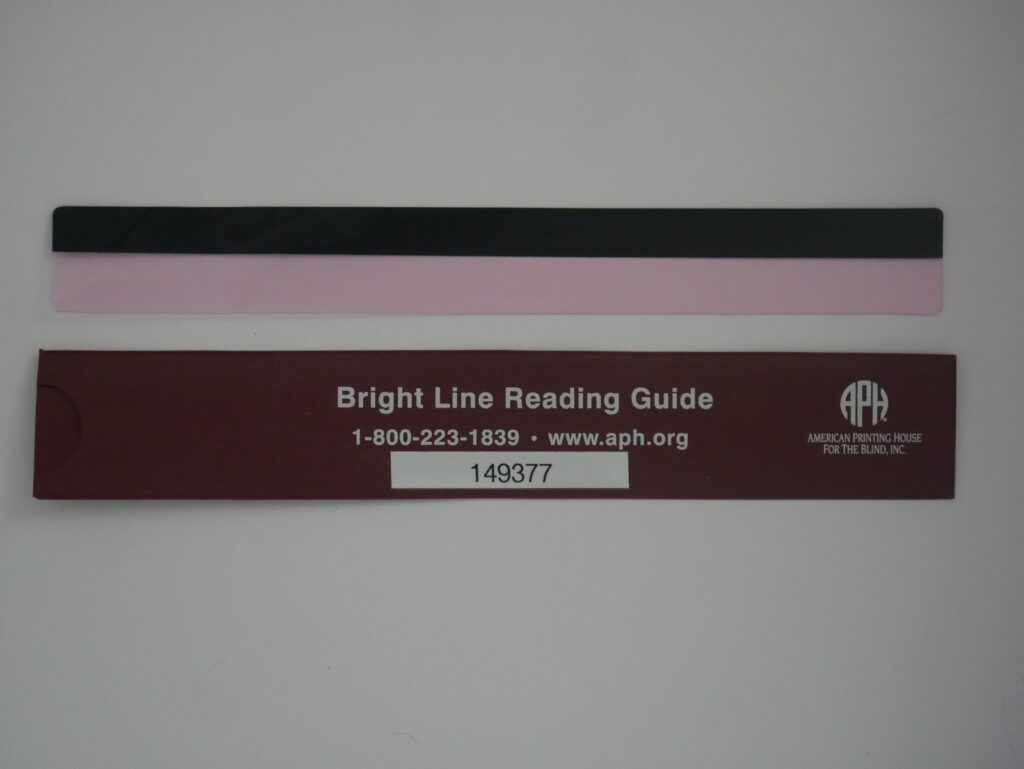 Bright Line Reading Guide
1-800-223-1839 • www.aph.org
149377
APH
AMERICAN PRINTING HOUSE
FOR THE BLIND, INC.